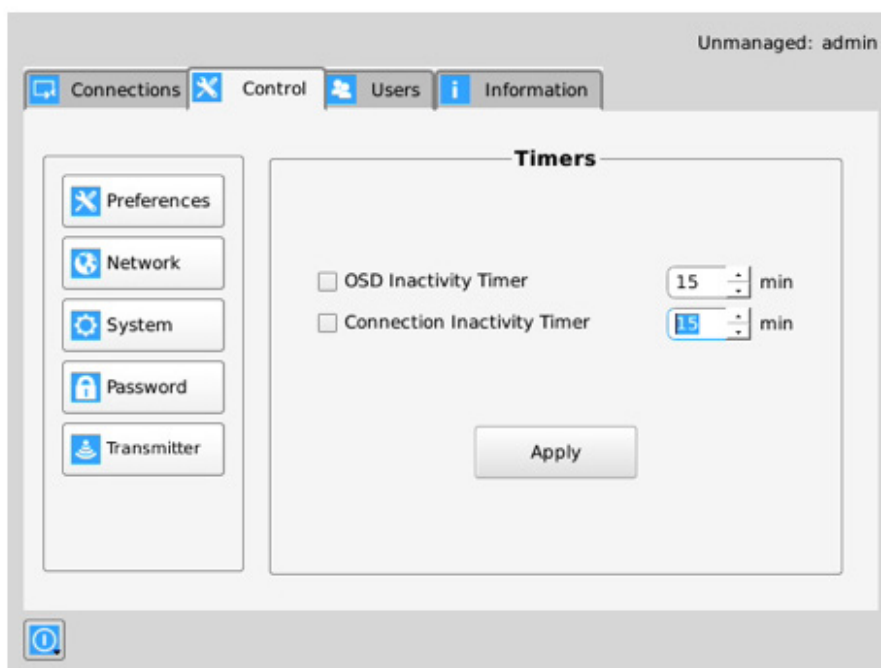 Unmanaged: admin
Connections Control Users Information
Timers
Preferences
Network
System
Password
Transmitter
OSD Inactivity Timer 15 min
Connection Inactivity Timer 15 min
Apply